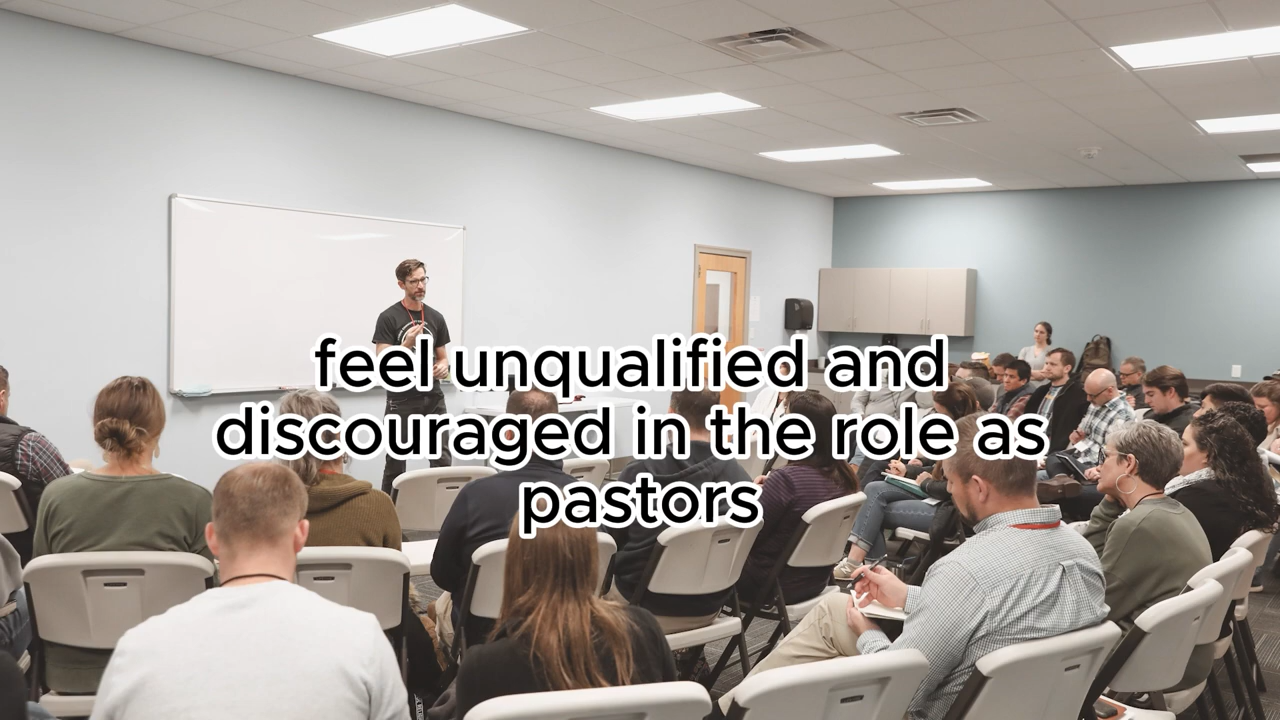 feel unqualified and
discouraged in the role as
pastors